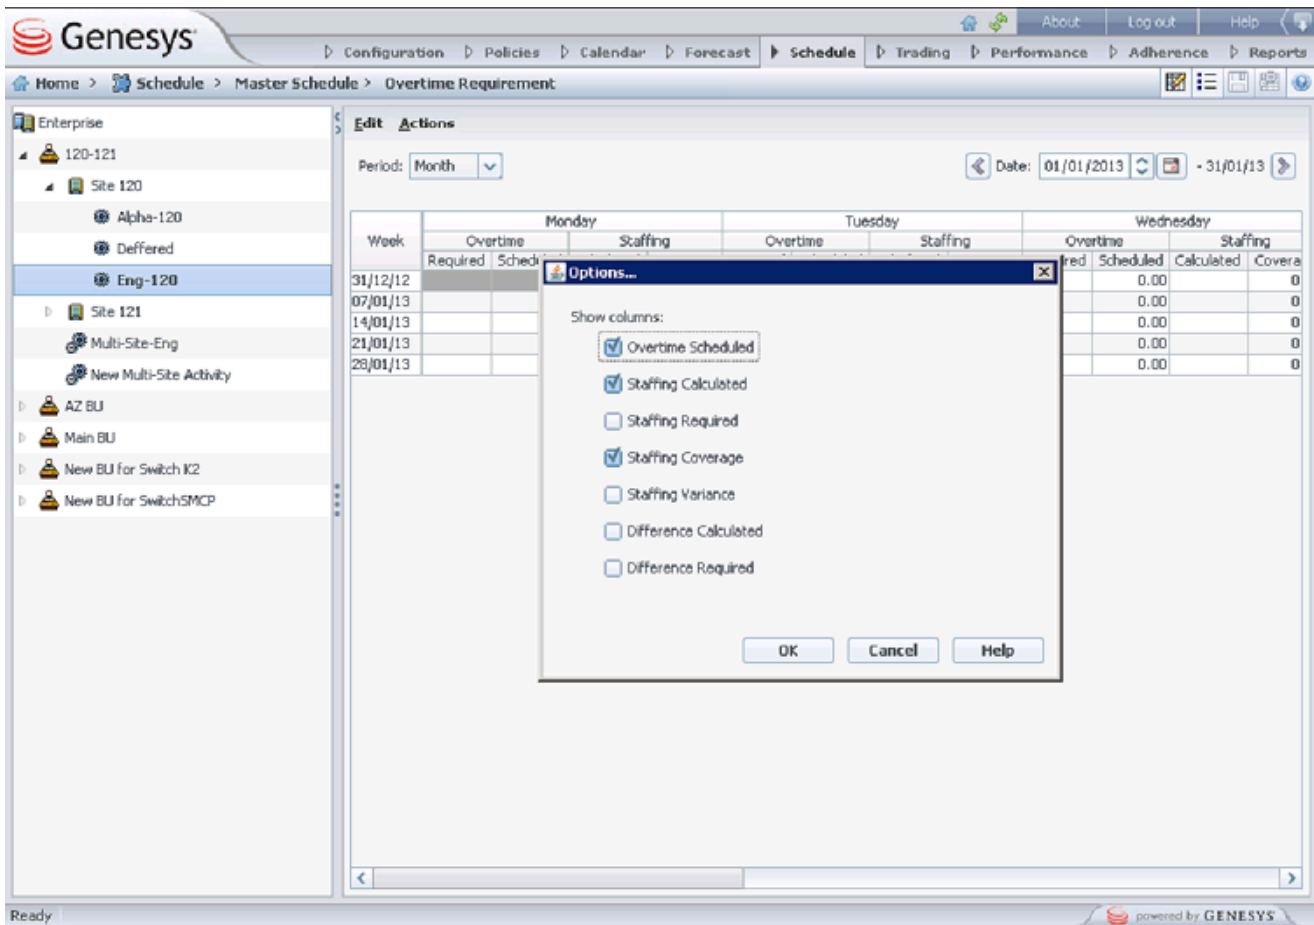 Genesys
About Log out Help
Configuration Policies Calendar Forecast Schedule Trading Performance Adherence Reports
Home > Schedule > Master Schedule > Overtime Requirement
Enterprise
120-121
Site 120
Alpha-120
Deffered
Eng-120
Site 121
Multi-Site-Eng
New Multi-Site Activity
AZ BU
Main BU
New BU for Switch K2
New BU for SwitchSMCP
Edit Actions
Period: Month Date: 01/01/2013 - 31/01/13
Monday Tuesday Wednesday
Week Overtime Staffing Overtime Staffing Overtime Staffing
Required Schedu red Scheduled Calculated Covera
31/12/12 0.00 0
07/01/13 0.00 0
14/01/13 0.00 0
21/01/13 0.00 0
28/01/13 0.00 0
Options...
Show columns:
Overtime Scheduled
Staffing Calculated
Staffing Required
Staffing Coverage
Staffing Variance
Difference Calculated
Difference Required
OK Cancel Help
Ready
powered by GENESYS